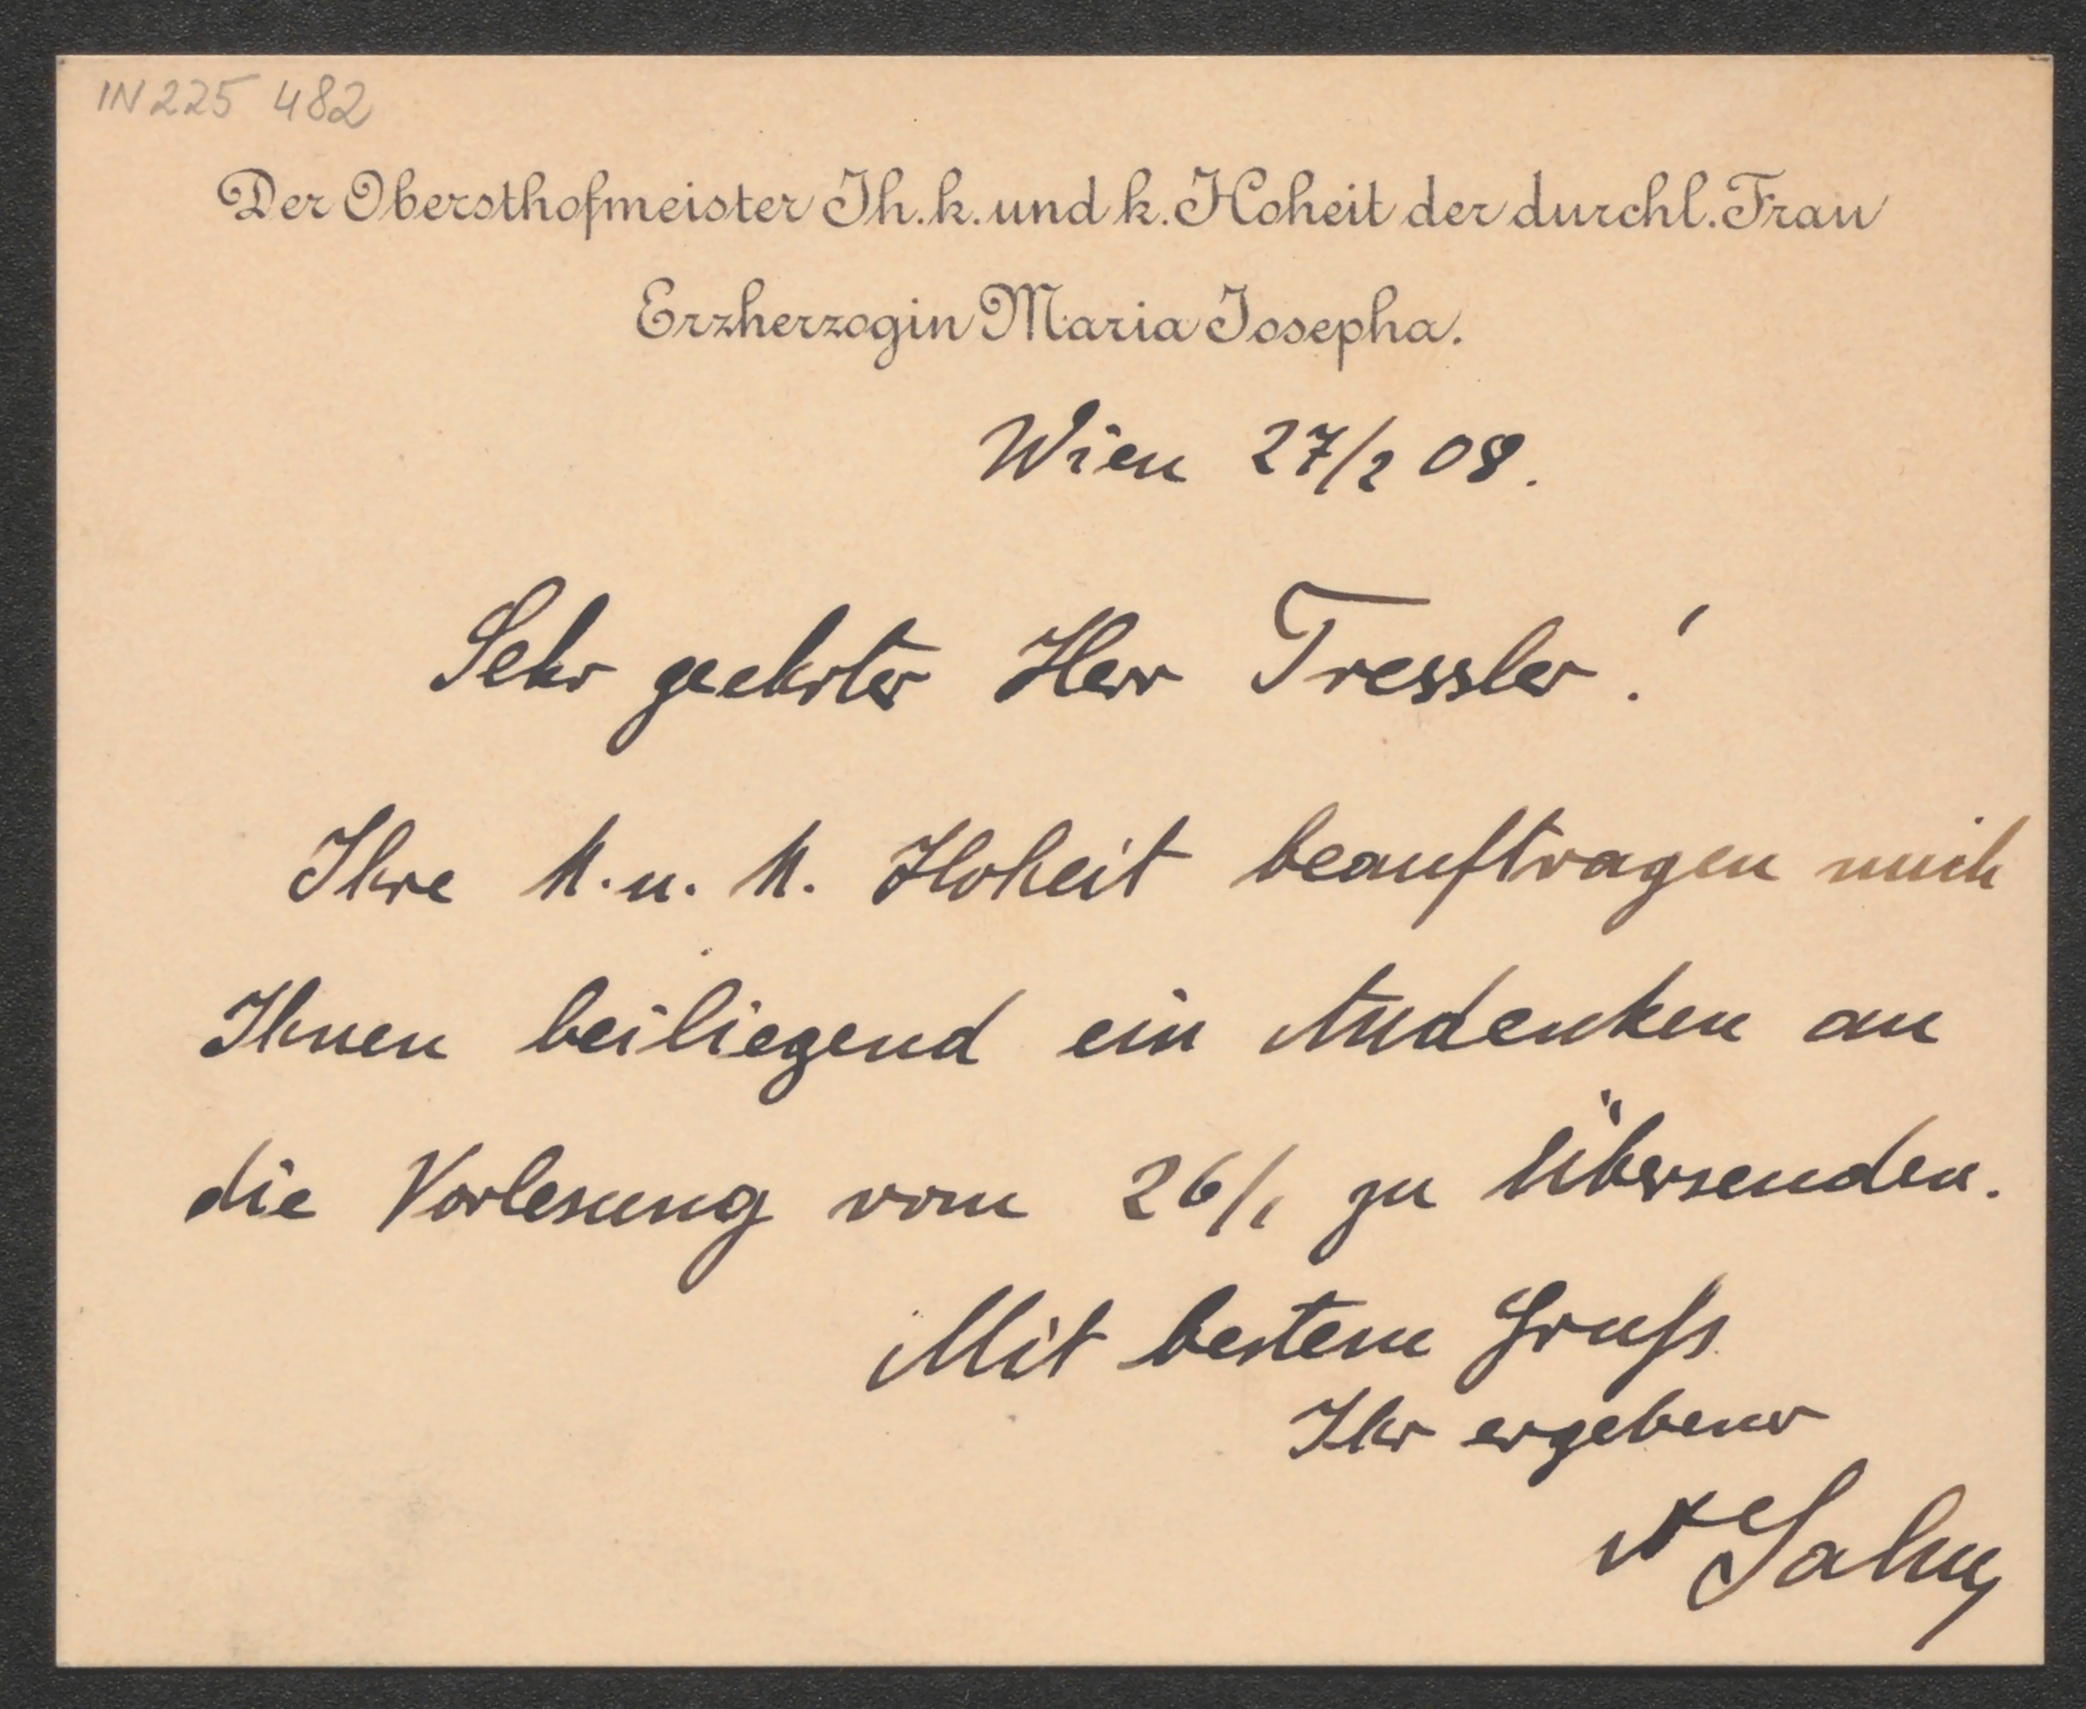 IN 225 482
Der Obersthofmeister Ih. k. und k. Hoheit der durchl. Frau
Erzherzogin Maria Josepha.
Wien 27/2 08.
Sehr geehrter Herr Tressler!
Ihre k. u. k. Hoheit beauftragen mich
Ihnen beiliegend ein Andenken an
die Vorlesung vom 26/1 zu übersenden.
Mit bestem Gruß
Ihr ergebener